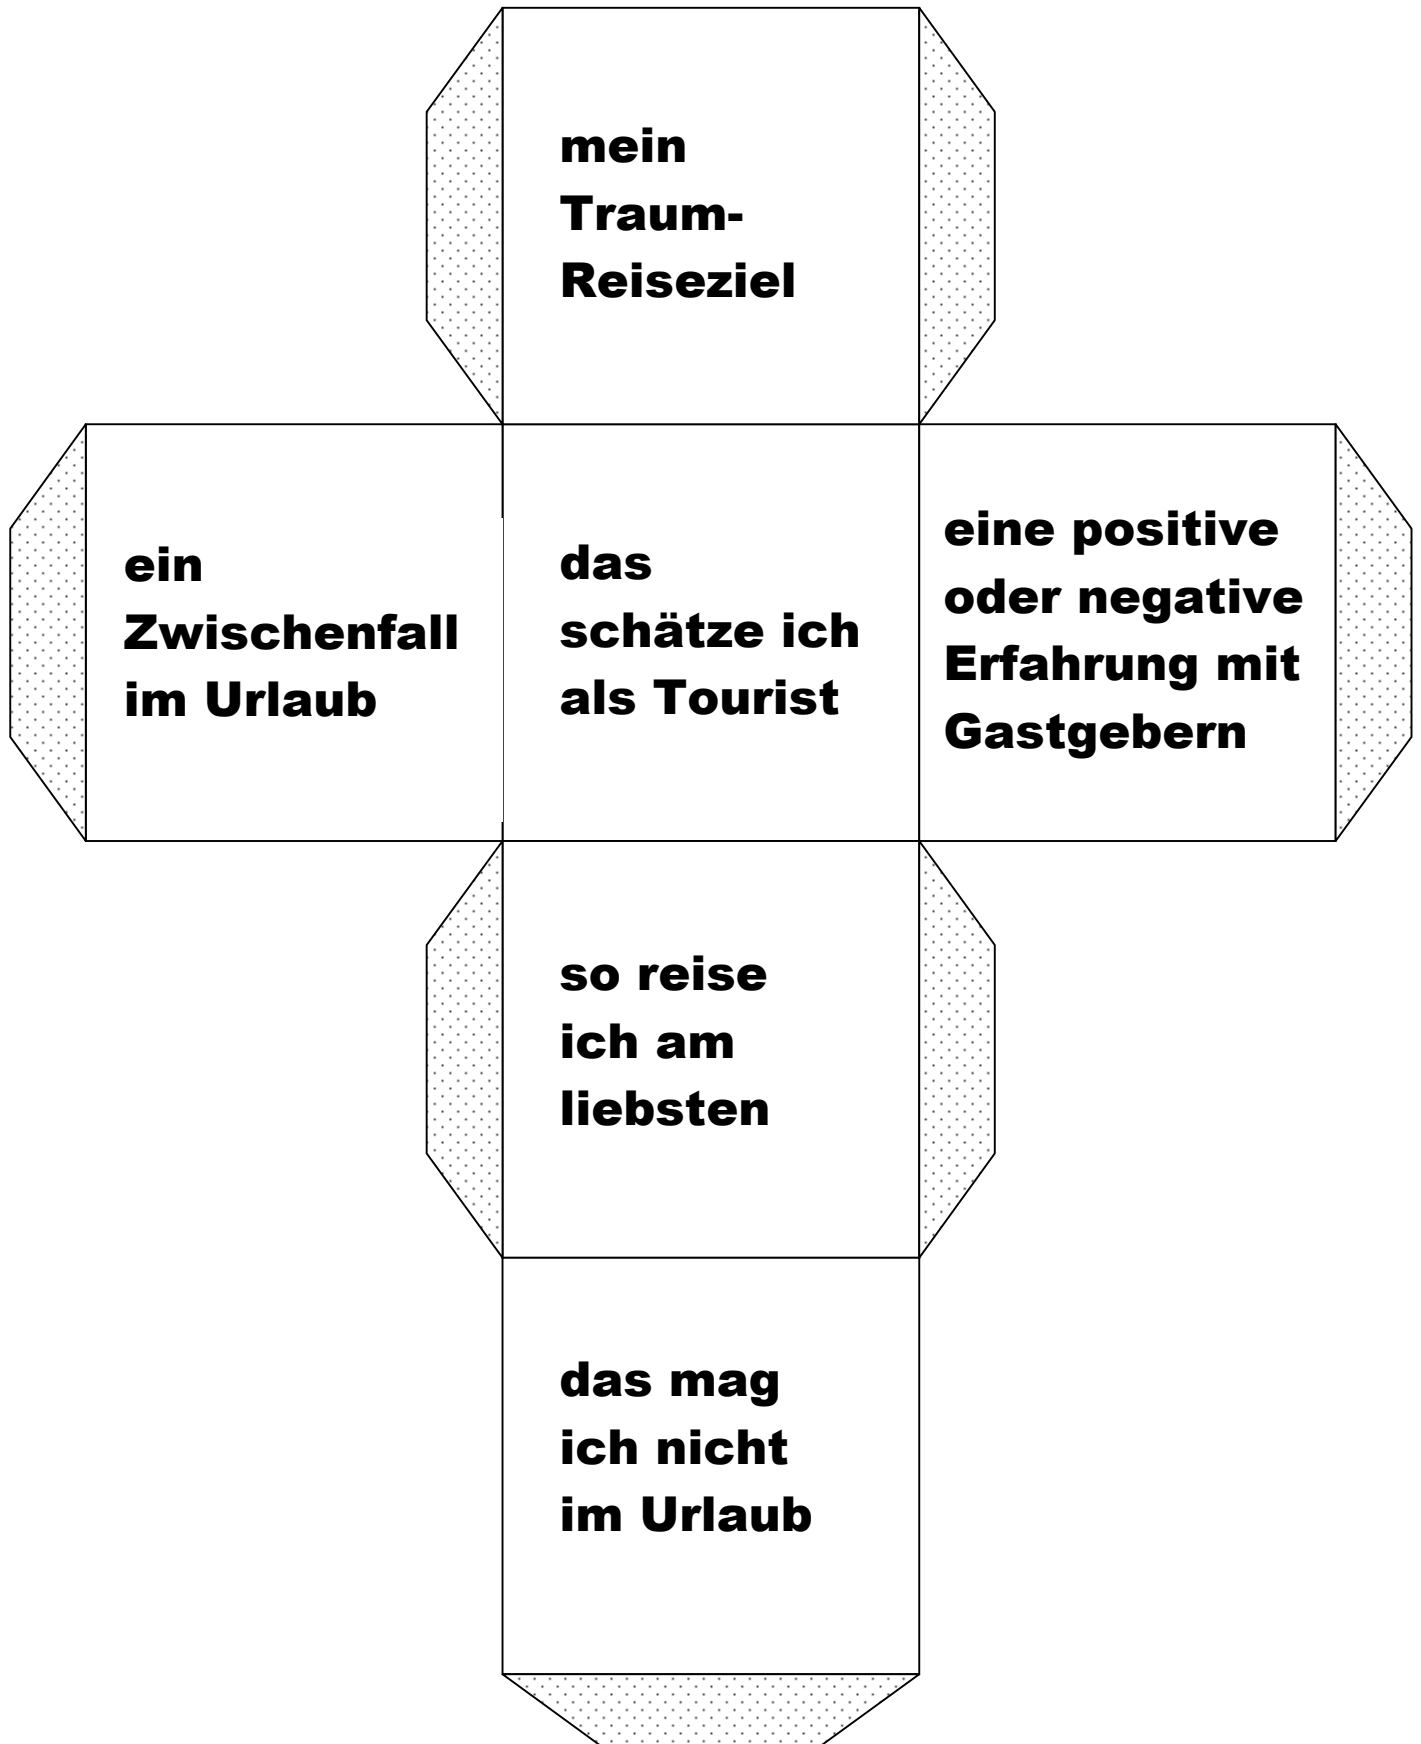 mein
Traum-
Reiseziel
ein
Zwischenfall
im Urlaub
das
schätze ich
als Tourist
eine positive
oder negative
Erfahrung mit
Gastgebern
so reise
ich am
liebsten
das mag
ich nicht
im Urlaub